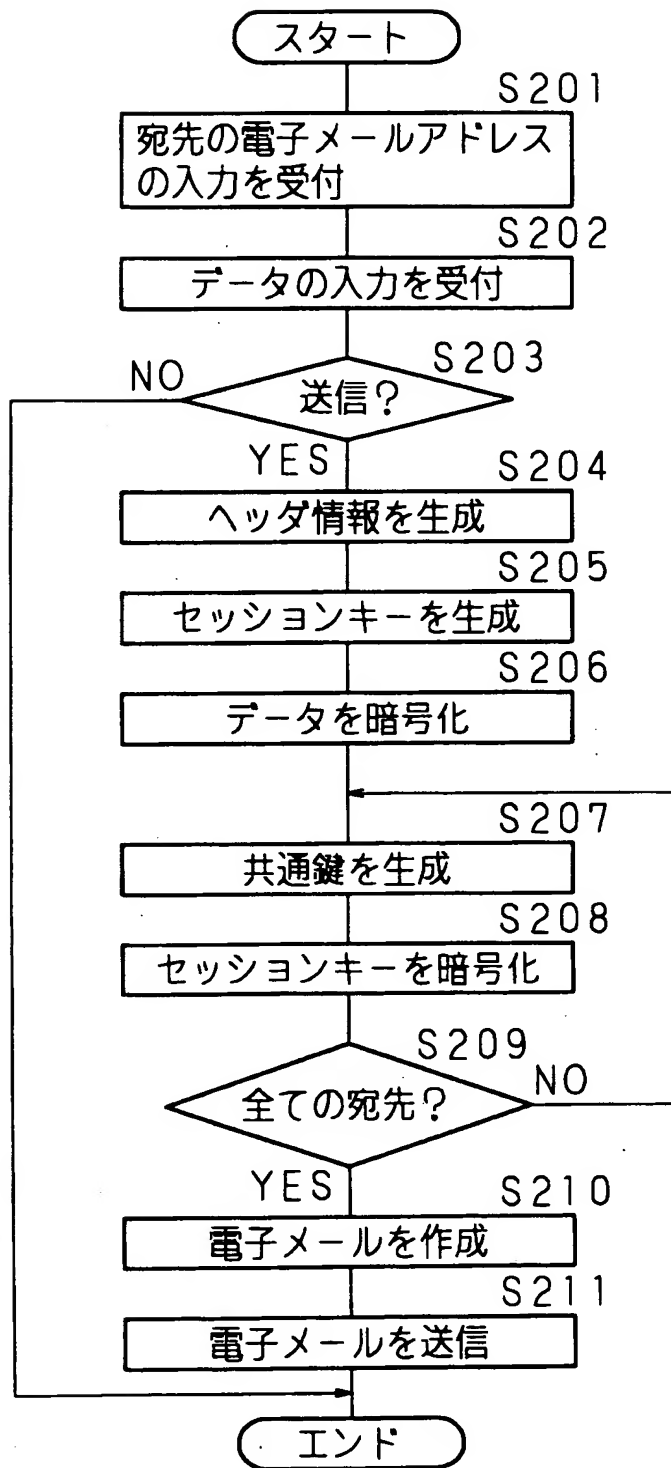 スタート
S201
宛先の電子メールアドレス
の入力を受付
S202
データの入力を受付
S203
NO
送信?
YES
S204
ヘッダ情報を生成
S205
セッションキーを生成
S206
データを暗号化
S207
共通鍵を生成
S208
セッションキーを暗号化
S209
全ての宛先?
NO
YES
S210
電子メールを作成
S211
電子メールを送信
エンド